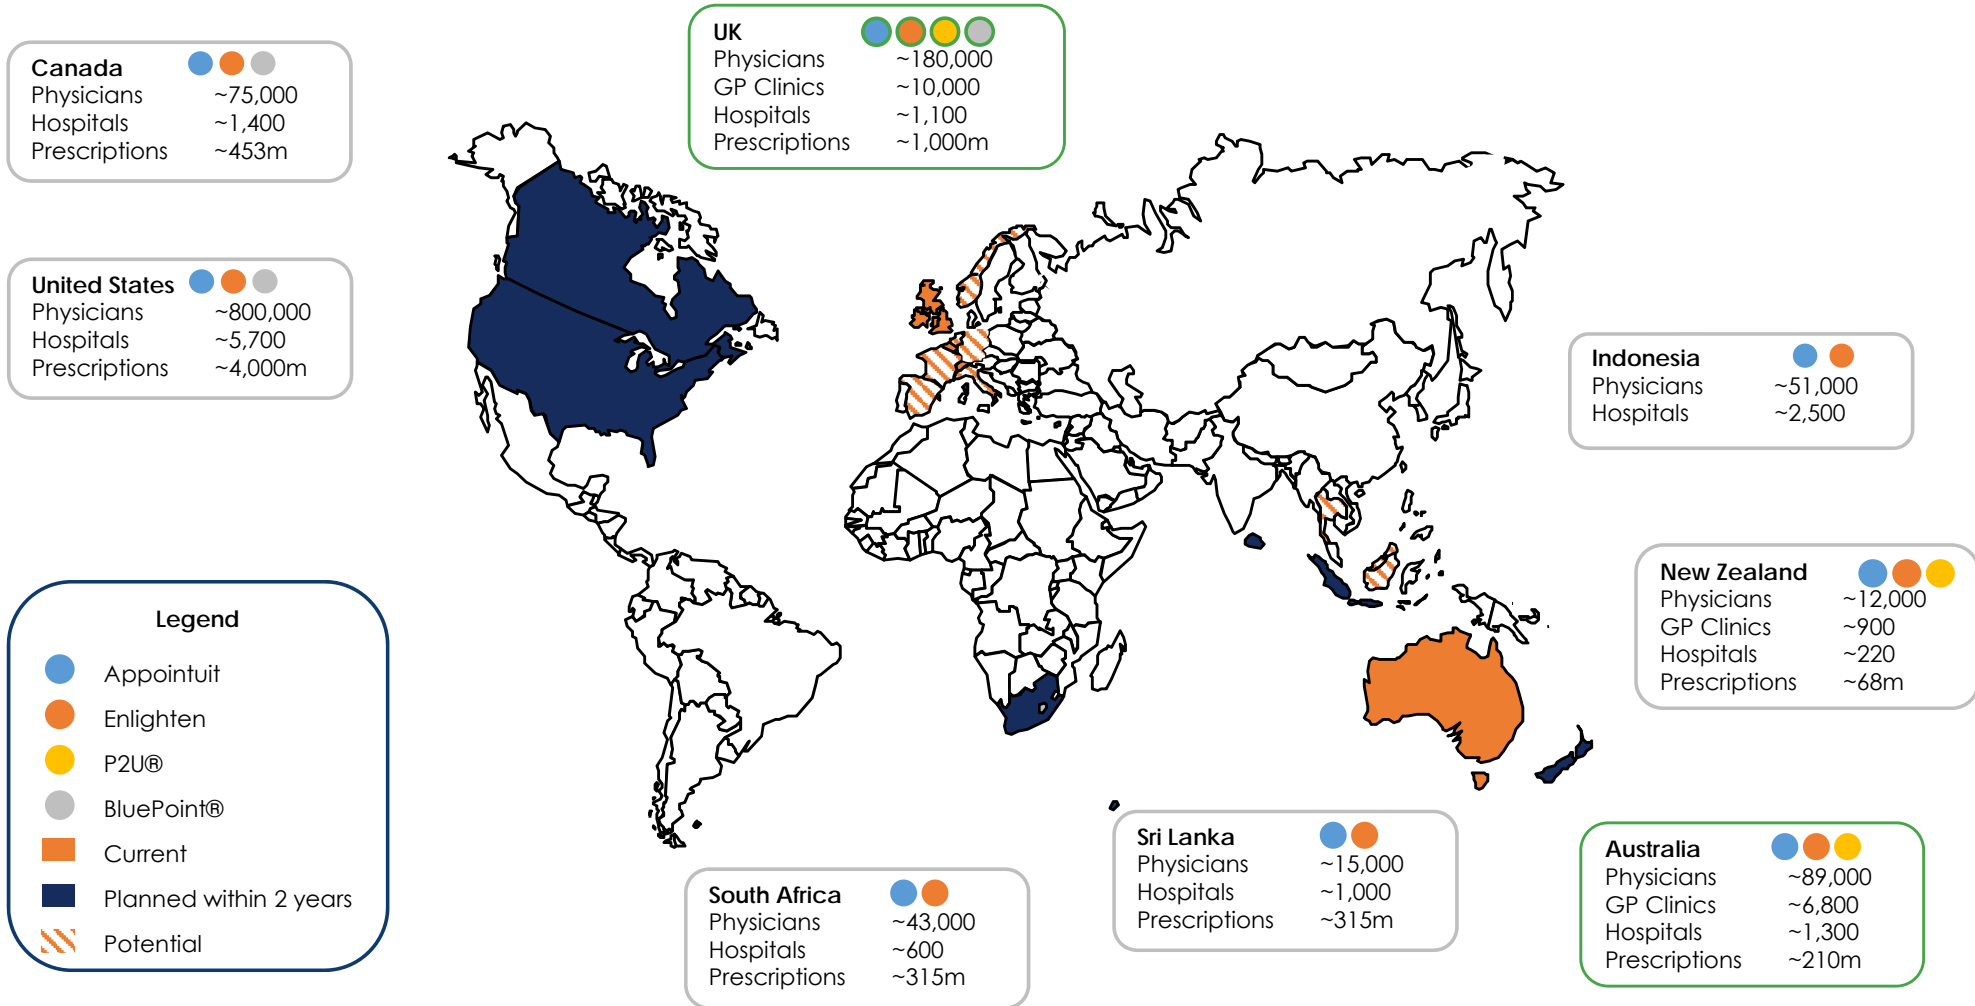 Canada
Physicians ~75,000
Hospitals ~1,400
Prescriptions ~453m
UK
Physicians ~180,000
GP Clinics ~10,000
Hospitals ~1,100
Prescriptions ~1,000m
United States
Physicians ~800,000
Hospitals ~5,700
Prescriptions ~4,000m
Indonesia
Physicians ~51,000
Hospitals ~2,500
New Zealand
Physicians ~12,000
GP Clinics ~900
Hospitals ~220
Prescriptions ~68m
Legend
Appointuit
Enlighten
P2U®
BluePoint®
Current
Planned within 2 years
Potential
South Africa
Physicians ~43,000
Hospitals ~600
Prescriptions ~315m
Sri Lanka
Physicians ~15,000
Hospitals ~1,000
Prescriptions ~315m
Australia
Physicians ~89,000
GP Clinics ~6,800
Hospitals ~1,300
Prescriptions ~210m